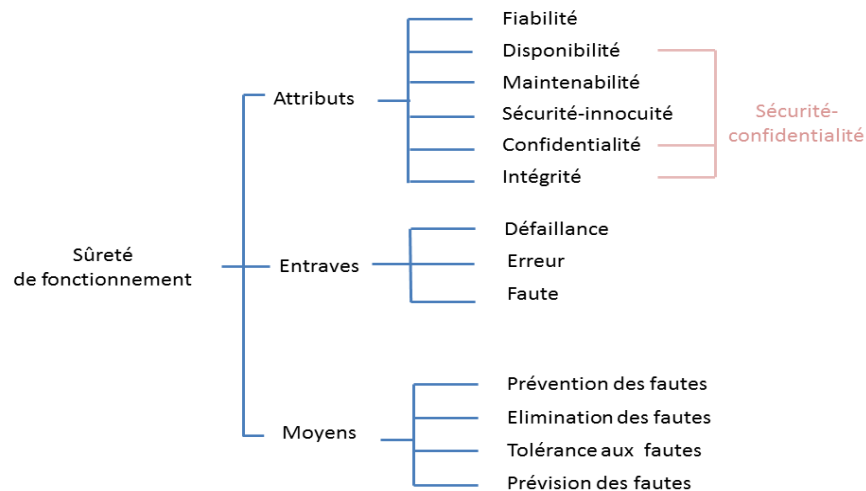 Sûreté
de fonctionnement
Attributs
Fiabilité
Disponibilité
Maintenabilité
Sécurité-innocuité
Confidentialité
Intégrité
Sécurité-
confidentialité
Entraves
Défaillance
Erreur
Faute
Moyens
Prévention des fautes
Elimination des fautes
Tolérance aux fautes
Prévision des fautes